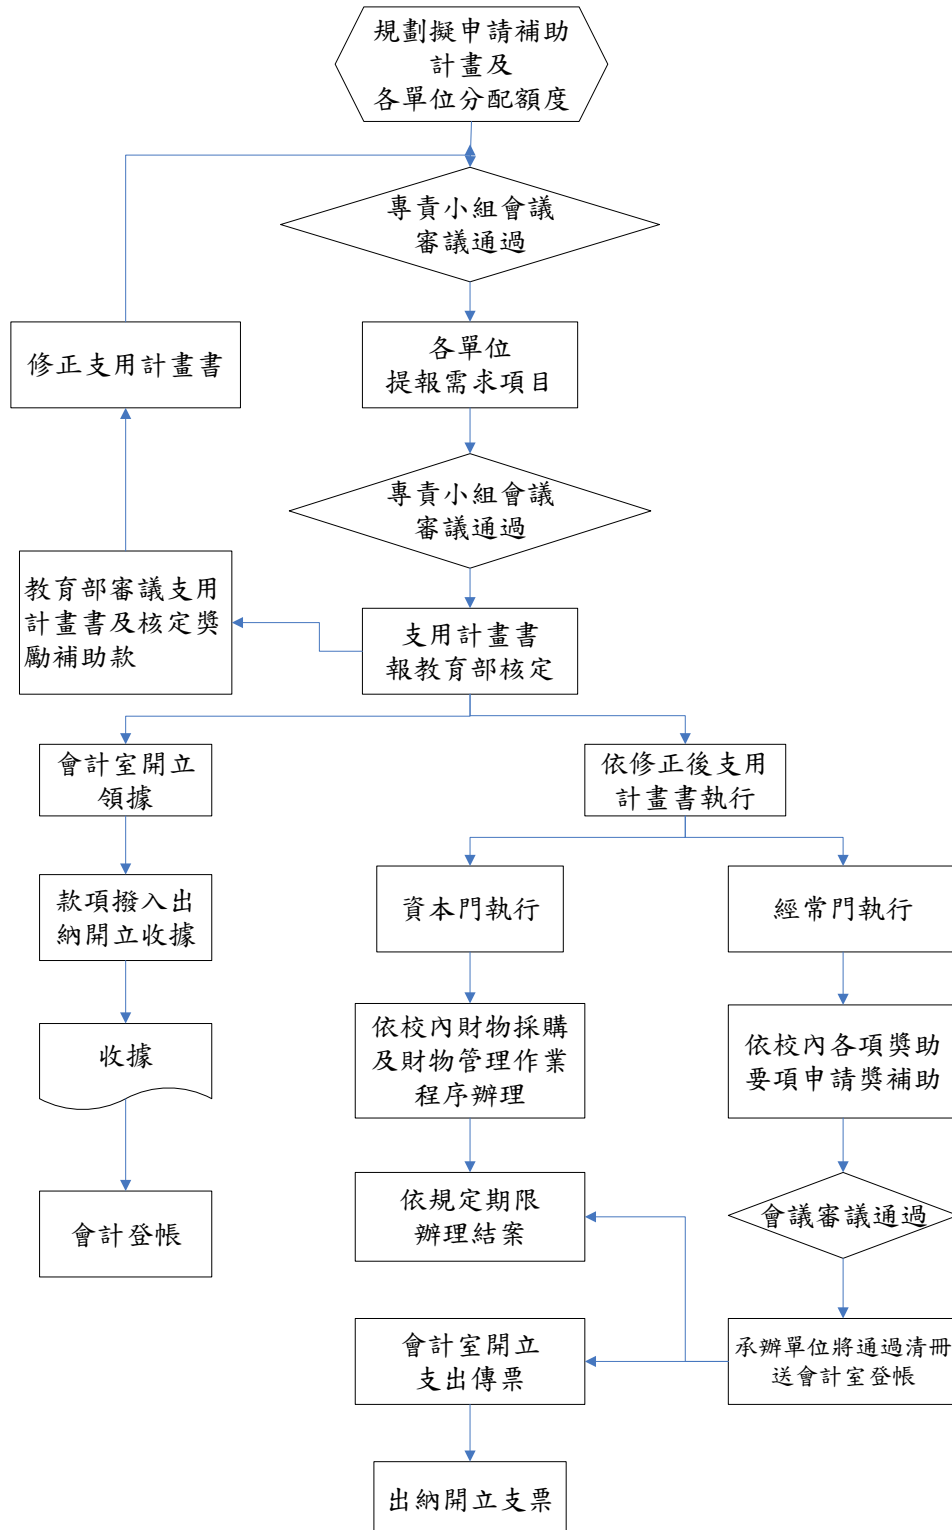 規劃擬申請補助
計畫及
各單位分配額度
專責小組會議
審議通過
修正支用計畫書
各單位
提報需求項目
專責小組會議
審議通過
教育部審議支用
計畫書及核定獎
勵補助款
支用計畫書
報教育部核定
會計室開立
領據
依修正後支用
計畫書執行
款項撥入出
納開立收據
資本門執行
經常門執行
收據
依校內財物採購
及財物管理作業
程序辦理
依校內各項獎助
要項申請獎補助
會計登帳
依規定期限
辦理結案
會議審議通過
會計室開立
支出傳票
承辦單位將通過清冊
送會計室登帳
出納開立支票